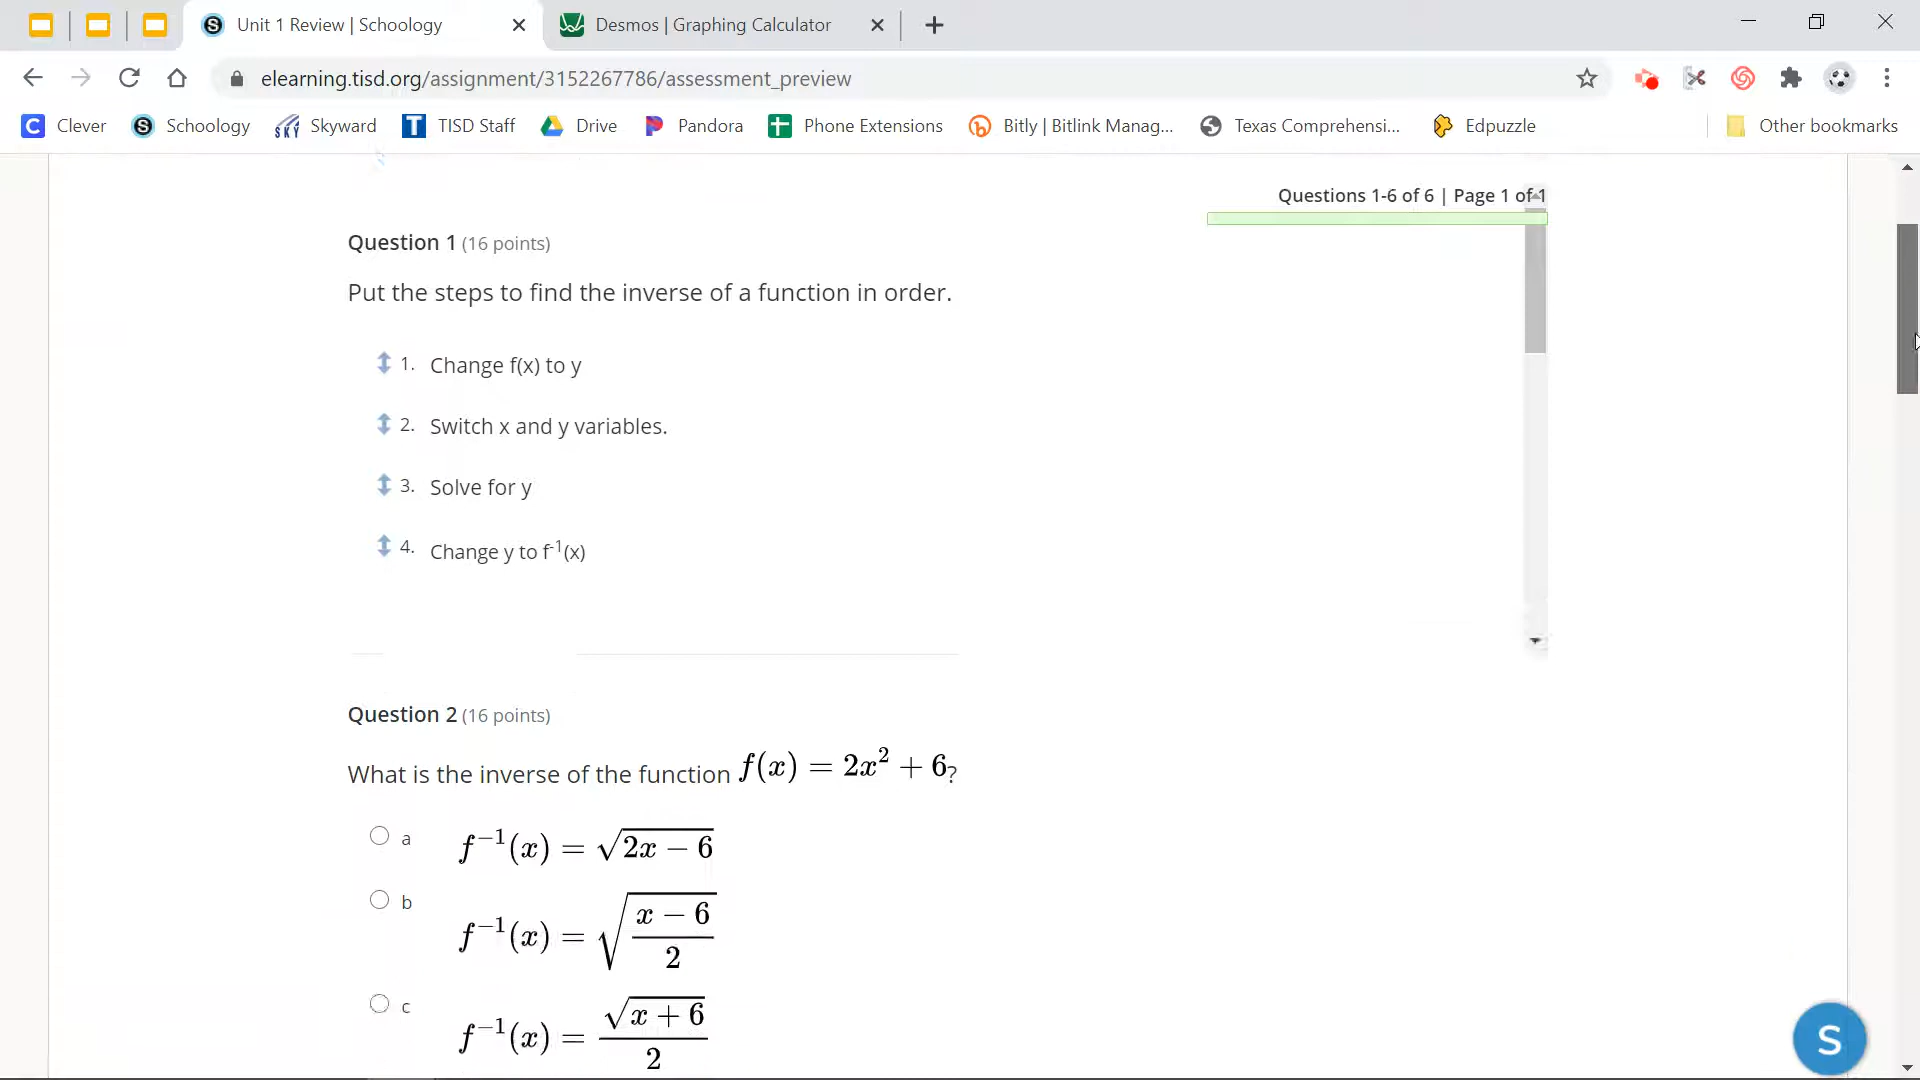 Unit 1 Review | Schoology
Desmos | Graphing Calculator
elearning.tisd.org/assignment/3152267786/assessment_preview
Clever Schoology Skyward TISD Staff Drive Pandora Phone Extensions Bitly | Bitlink Manag... Texas Comprehensi... Edpuzzle Other bookmarks
Questions 1-6 of 6 | Page 1 of 1
Question 1 (16 points)
Put the steps to find the inverse of a function in order.
1. Change f(x) to y
2. Switch x and y variables.
3. Solve for y
4. Change y to f⁻¹(x)
Question 2 (16 points)
What is the inverse of the function f(x) = 2x² + 6?
a f⁻¹(x) = √(2x − 6)
b f⁻¹(x) = √((x − 6)/2)
c f⁻¹(x) = √(x + 6)/2
S